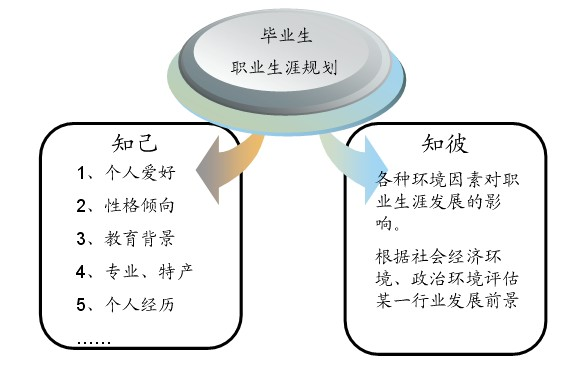 毕业生
职业生涯规划
知己
1、个人爱好
2、性格倾向
3、教育背景
4、专业、特产
5、个人经历
……
知彼
各种环境因素对职
业生涯发展的影
响。
根据社会经济环
境、政治环境评估
某一行业发展前景